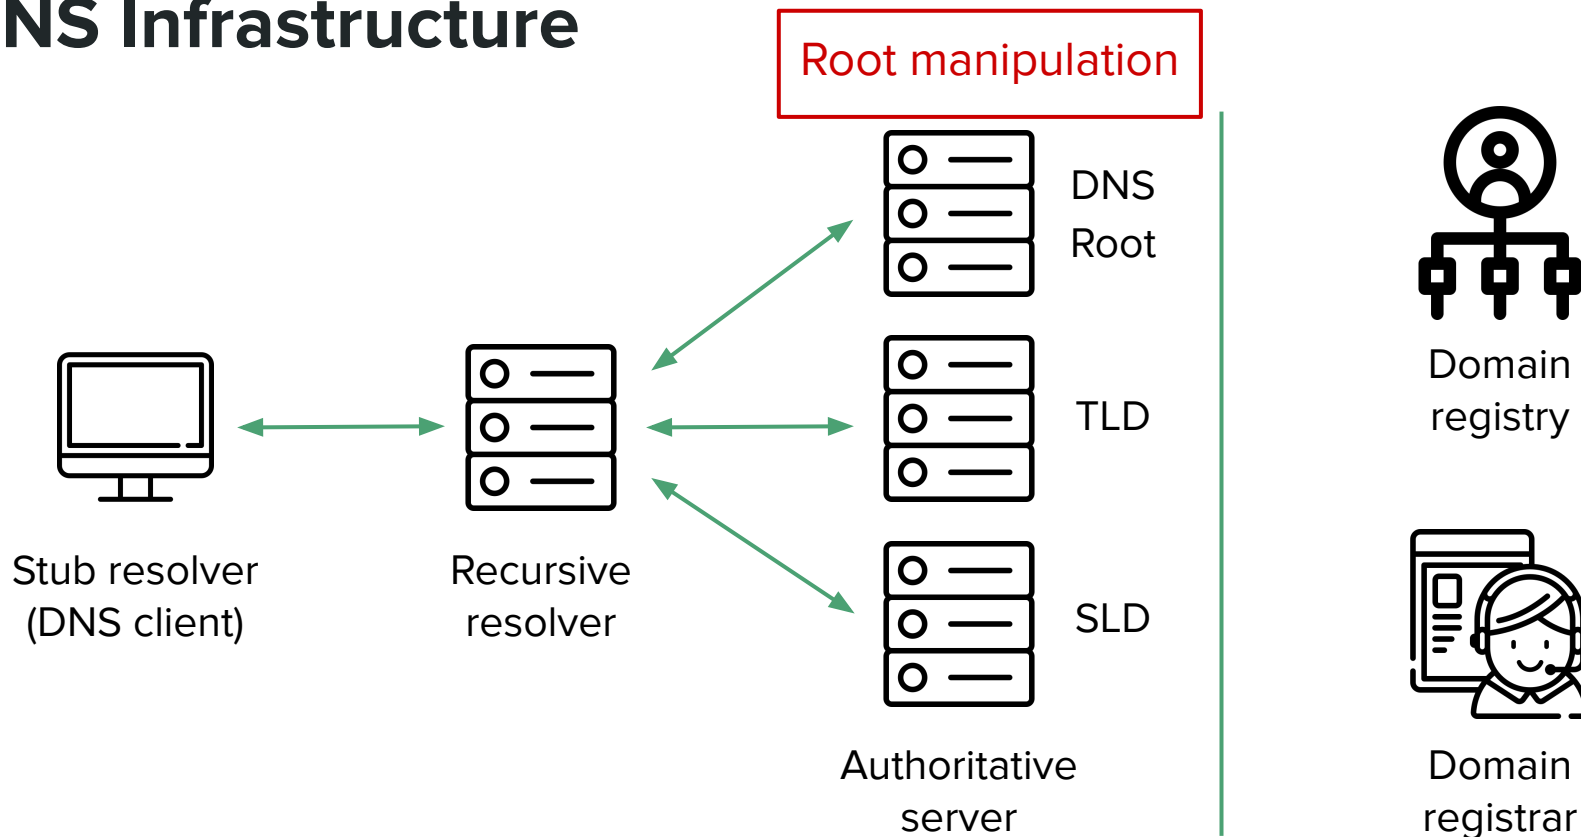 NS Infrastructure
Root manipulation
DNS
Root
TLD
SLD
Stub resolver
(DNS client)
Recursive
resolver
Authoritative
server
Domain
registry
Domain
registrar